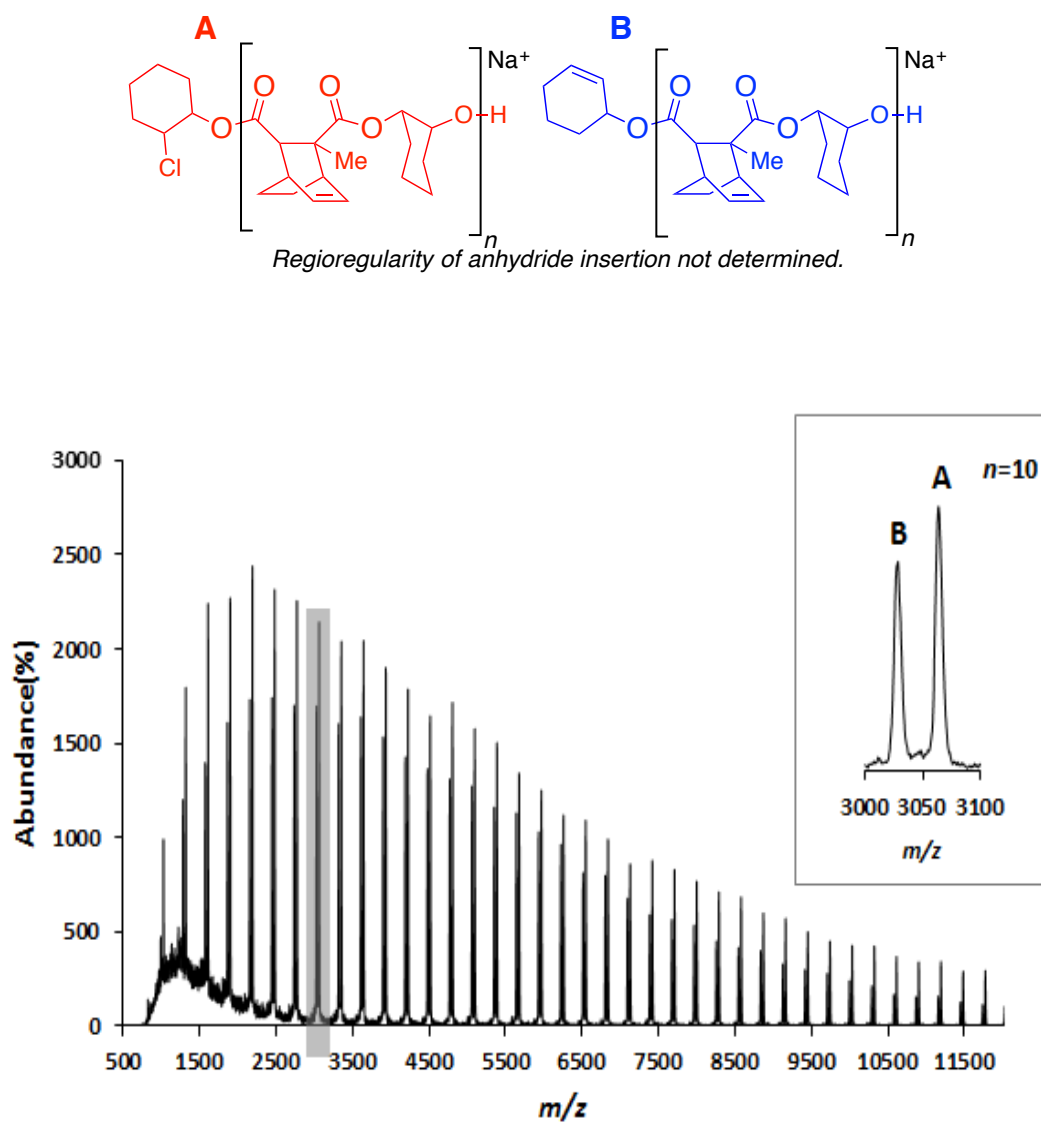 A B
Na⁺ Na⁺
O O O O
O O O–H O O O–H
Cl Me Me
n n
Regioregularity of anhydride insertion not determined.
3000
2500
2000
1500
1000
500
0
Abundance(%)
500 1500 2500 3500 4500 5500 6500 7500 8500 9500 10500 11500
m/z
n=10
A
B
3000 3050 3100
m/z